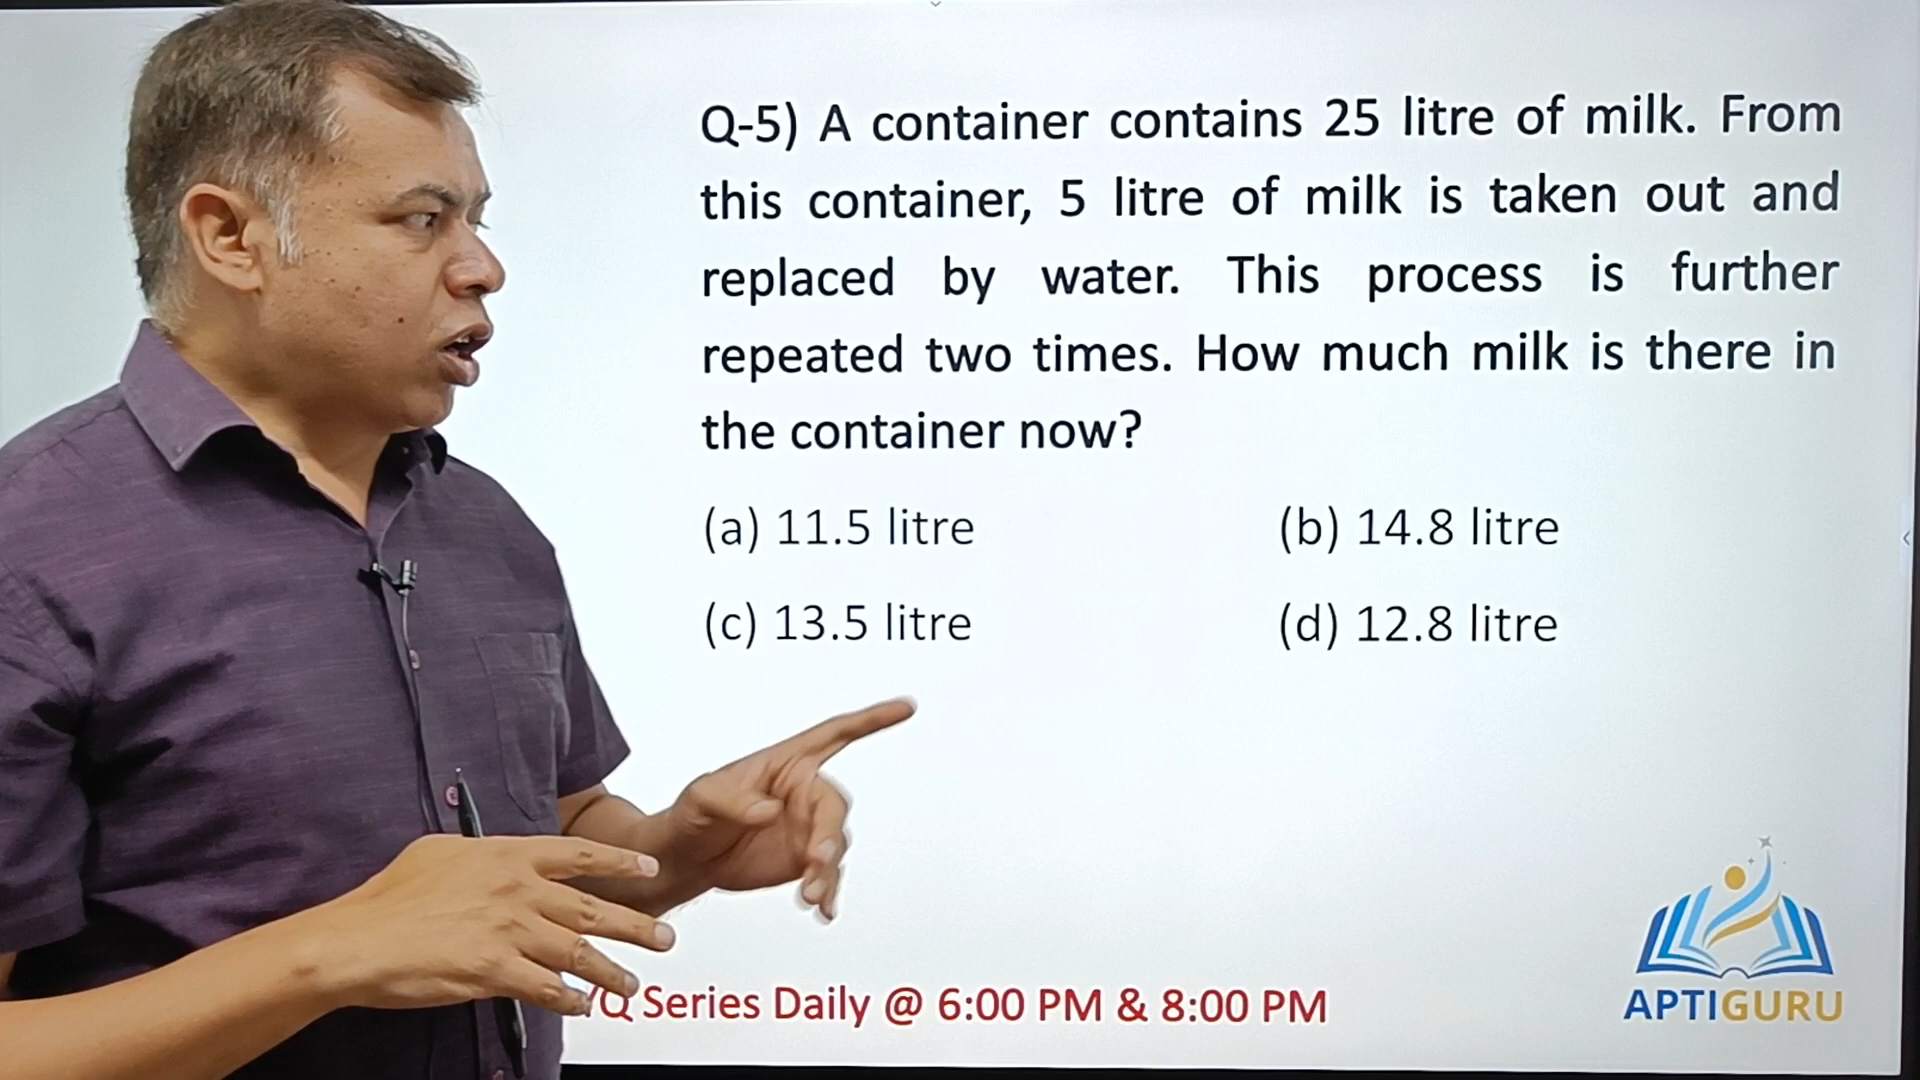 Q-5) A container contains 25 litre of milk. From
this container, 5 litre of milk is taken out and
replaced by water. This process is further
repeated two times. How much milk is there in
the container now?
(a) 11.5 litre (b) 14.8 litre
(c) 13.5 litre (d) 12.8 litre
Series Daily @ 6:00 PM & 8:00 PM
APTIGURU